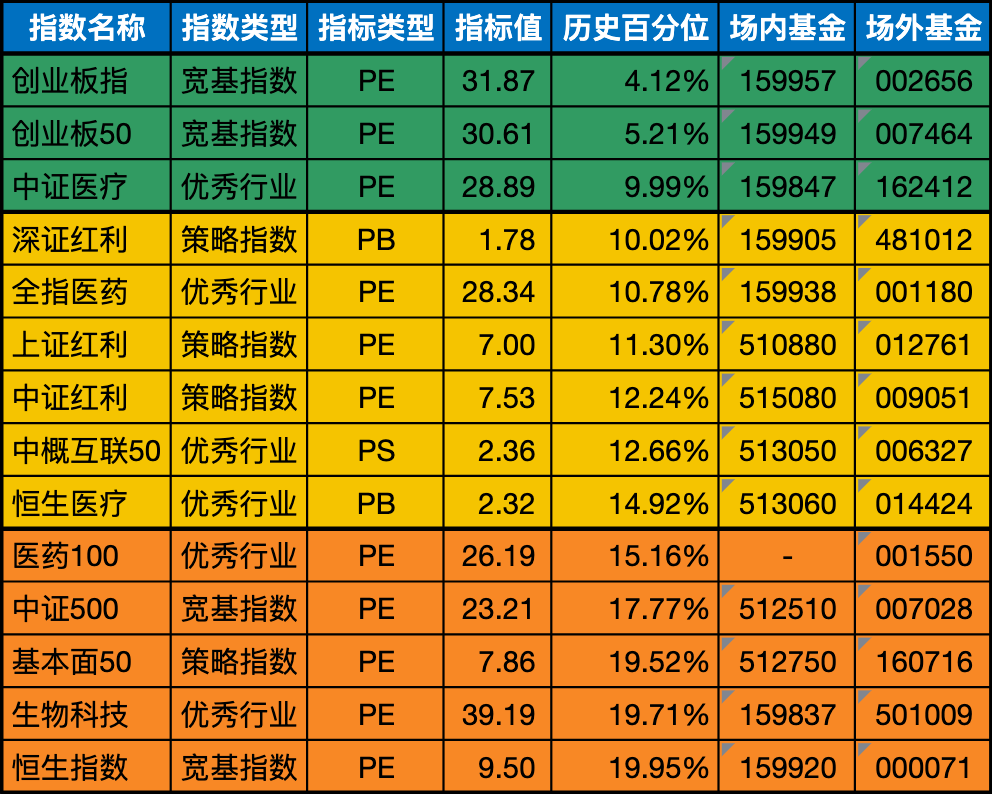 指数名称 指数类型 指标类型 指标值 历史百分位 场内基金 场外基金
创业板指 宽基指数 PE 31.87 4.12% 159957 002656
创业板50 宽基指数 PE 30.61 5.21% 159949 007464
中证医疗 优秀行业 PE 28.89 9.99% 159847 162412
深证红利 策略指数 PB 1.78 10.02% 159905 481012
全指医药 优秀行业 PE 28.34 10.78% 159938 001180
上证红利 策略指数 PE 7.00 11.30% 510880 012761
中证红利 策略指数 PE 7.53 12.24% 515080 009051
中概互联50 优秀行业 PS 2.36 12.66% 513050 006327
恒生医疗 优秀行业 PB 2.32 14.92% 513060 014424
医药100 优秀行业 PE 26.19 15.16% - 001550
中证500 宽基指数 PE 23.21 17.77% 512510 007028
基本面50 策略指数 PE 7.86 19.52% 512750 160716
生物科技 优秀行业 PE 39.19 19.71% 159837 501009
恒生指数 宽基指数 PE 9.50 19.95% 159920 000071